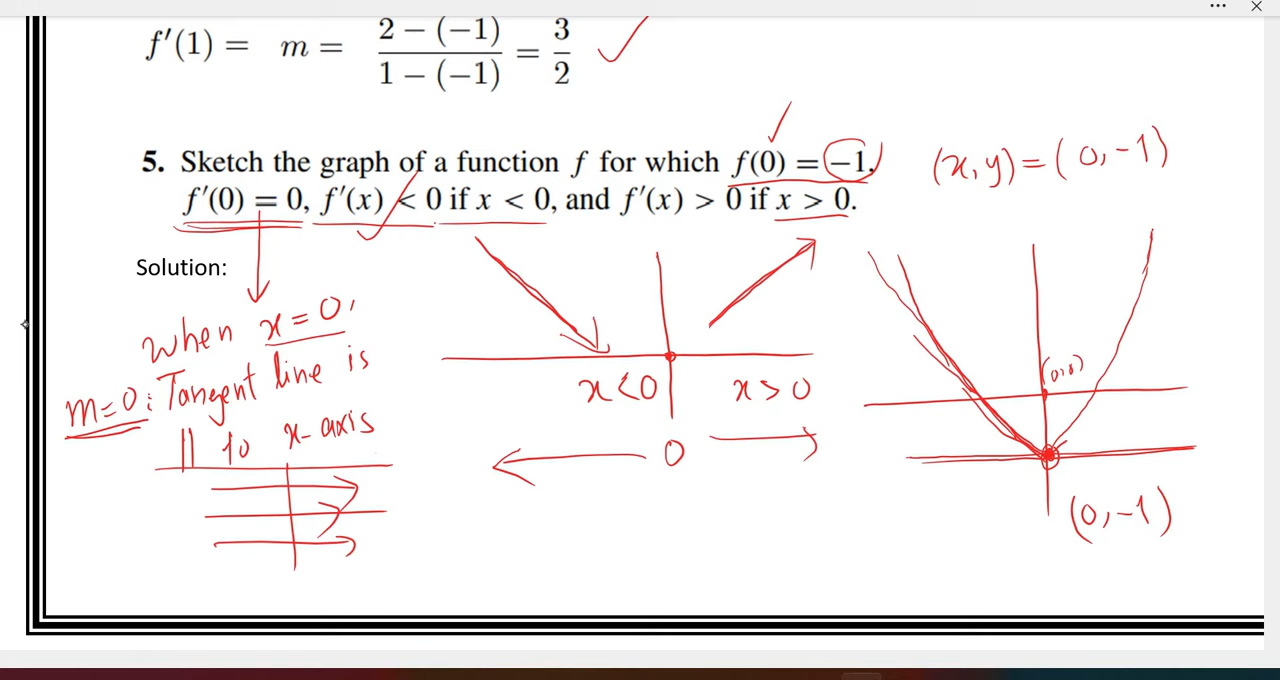 f′(1) = m = 2 − (−1) / 1 − (−1) = 3 / 2
5. Sketch the graph of a function f for which f(0) = −1,
f′(0) = 0, f′(x) < 0 if x < 0, and f′(x) > 0 if x > 0.
(x,y)=(0,-1)
Solution:
When x=0,
m=0: Tangent line is
|| to x-axis
x<0
x>0
0
(0,0)
(0,-1)